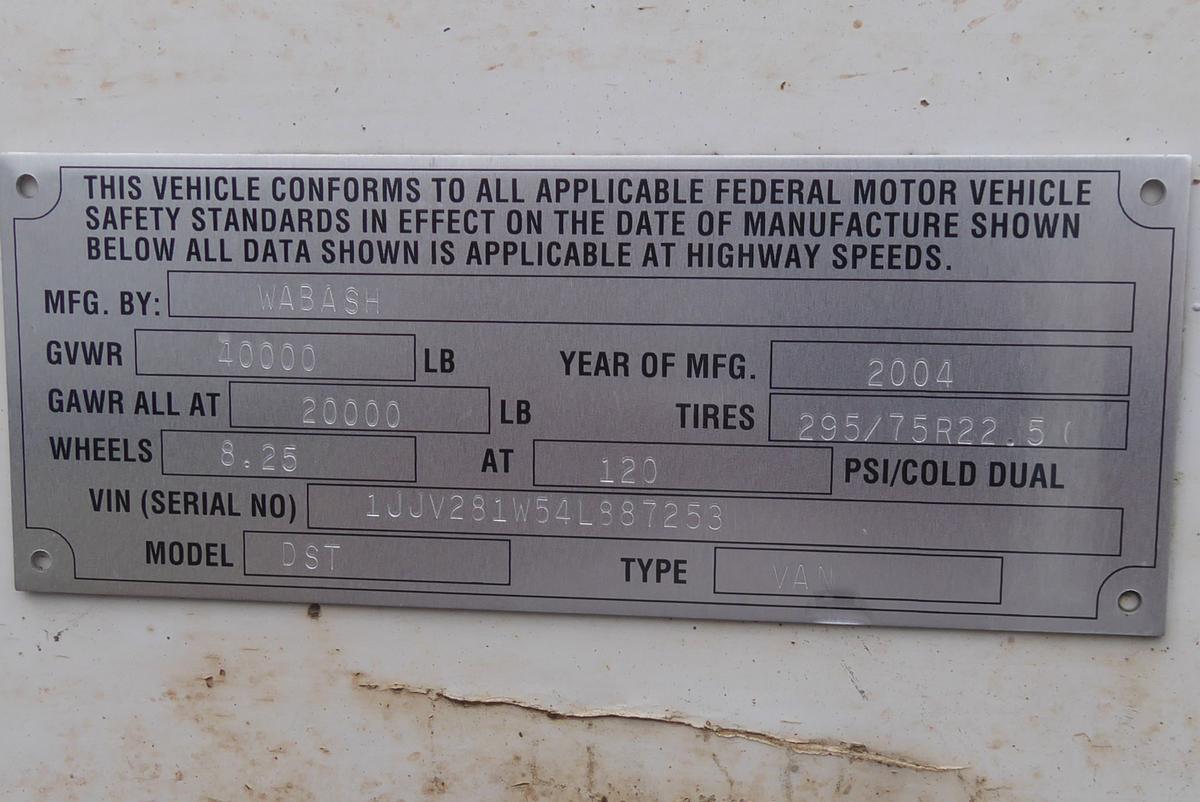 THIS VEHICLE CONFORMS TO ALL APPLICABLE FEDERAL MOTOR VEHICLE
SAFETY STANDARDS IN EFFECT ON THE DATE OF MANUFACTURE SHOWN
BELOW ALL DATA SHOWN IS APPLICABLE AT HIGHWAY SPEEDS.
MFG. BY: WABASH
GVWR 40000 LB YEAR OF MFG. 2004
GAWR ALL AT 20000 LB TIRES 295/75R22.5(
WHEELS 8.25 AT 120 PSI/COLD DUAL
VIN (SERIAL NO) 1JJV281W54L887253
MODEL DST TYPE VAN